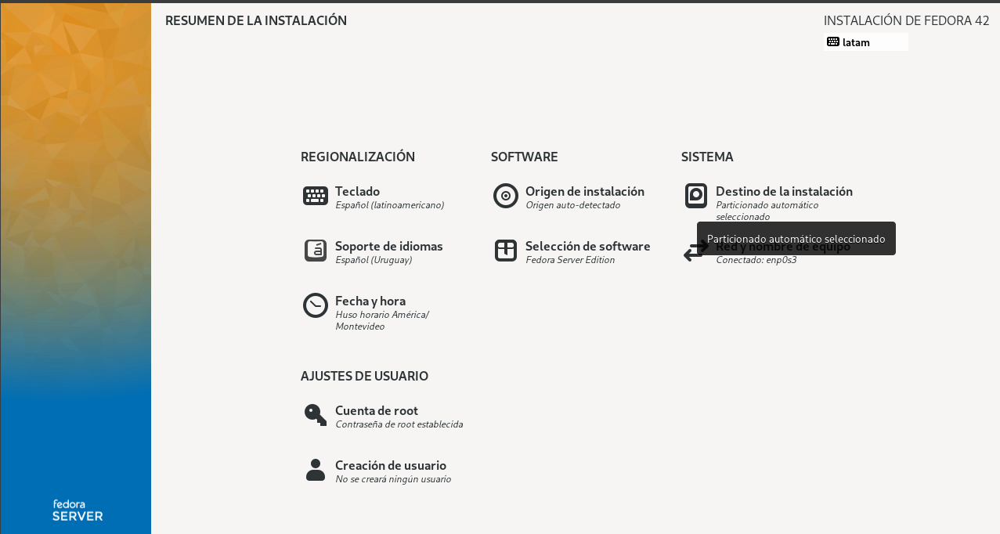 RESUMEN DE LA INSTALACIÓN
INSTALACIÓN DE FEDORA 42
latam
REGIONALIZACIÓN
Teclado
Español (latinoamericano)
Soporte de idiomas
Español (Uruguay)
Fecha y hora
Huso horario América/
Montevideo
SOFTWARE
Origen de instalación
Origen auto-detectado
Selección de software
Fedora Server Edition
SISTEMA
Destino de la instalación
Particionado automático
seleccionado
Particionado automático seleccionado
Red y nombre de equipo
Conectado: enp0s3
AJUSTES DE USUARIO
Cuenta de root
Contraseña de root establecida
Creación de usuario
No se creará ningún usuario
fedora
SERVER